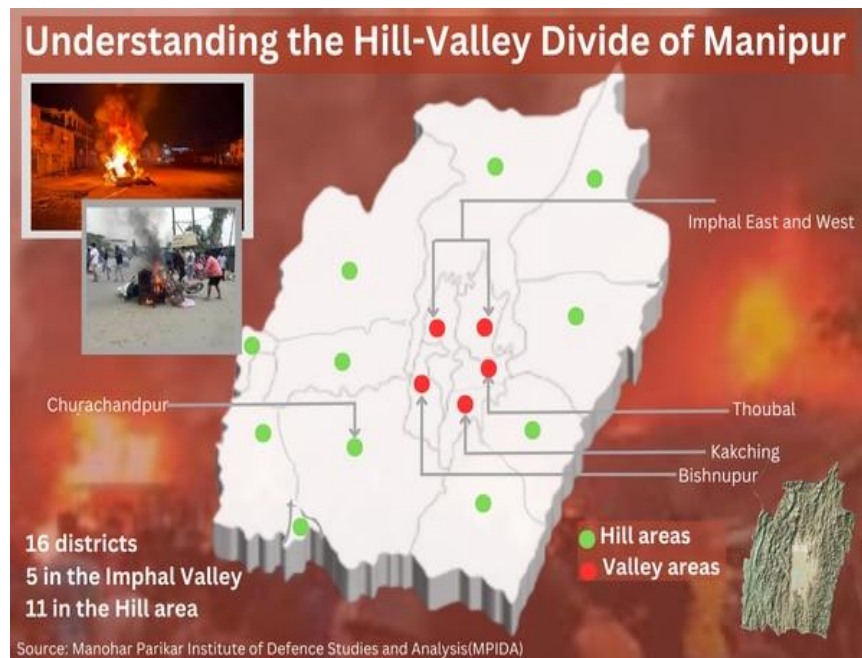 Understanding the Hill-Valley Divide of Manipur
Imphal East and West
Churachandpur
Thoubal
Kakching
Bishnupur
16 districts
5 in the Imphal Valley
11 in the Hill area
Hill areas
Valley areas
Source: Manohar Parikar Institute of Defence Studies and Analysis(MPIDA)